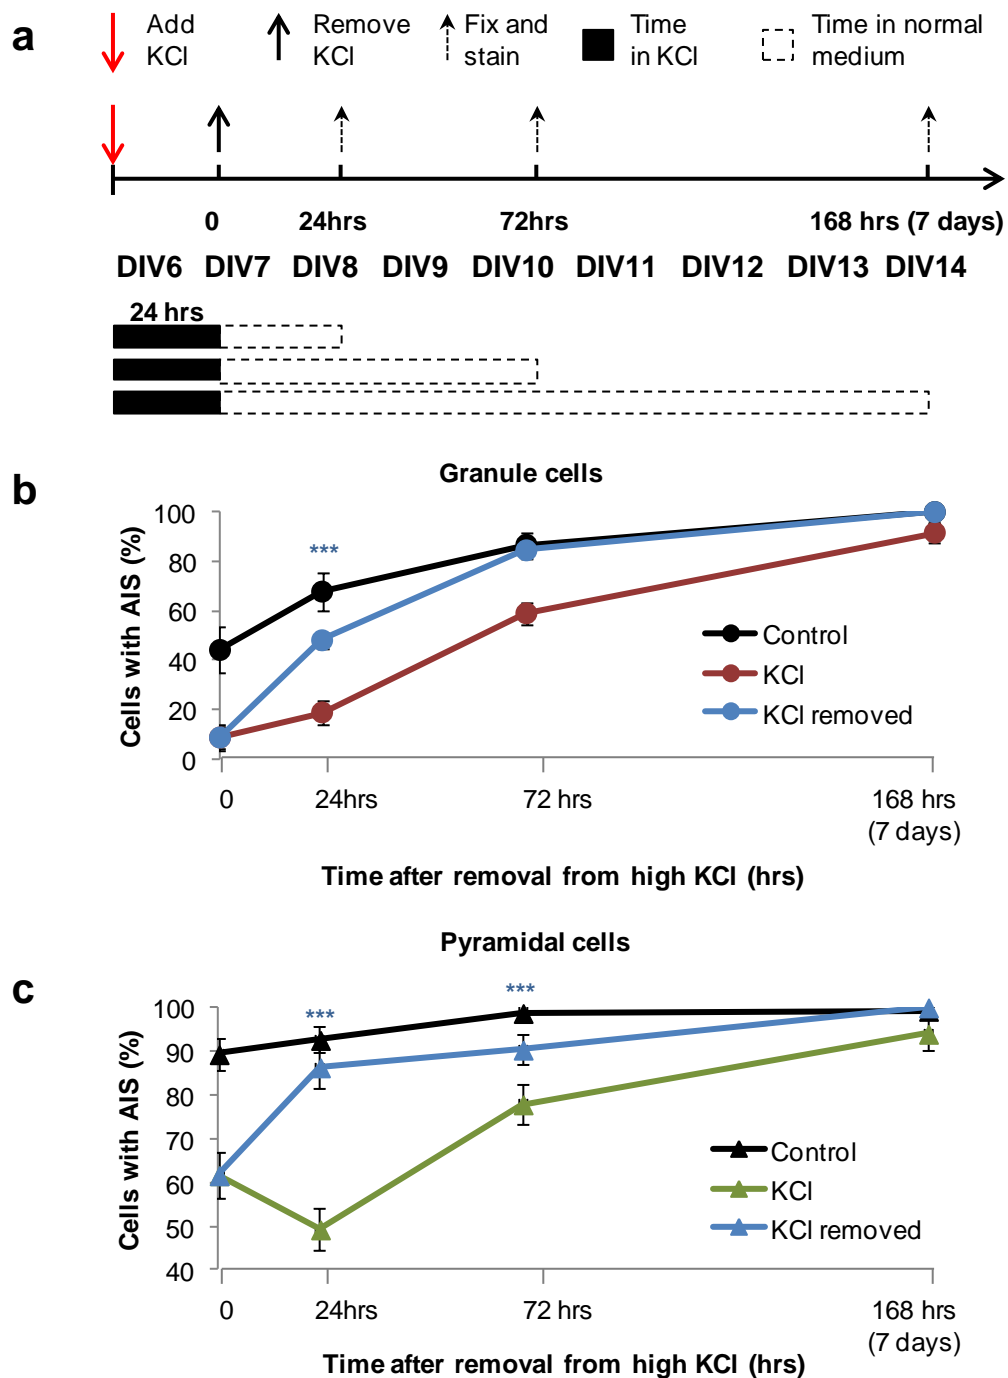 a
Add
KCl
Remove
KCl
Fix and
stain
Time
in KCl
Time in normal
medium
0 24hrs 72hrs 168 hrs (7 days)
DIV6 DIV7 DIV8 DIV9 DIV10 DIV11 DIV12 DIV13 DIV14
24 hrs
b
Granule cells
Cells with AIS (%)
100
80
60
40
20
0
***
Control
KCl
KCl removed
0 24hrs 72 hrs 168 hrs
(7 days)
Time after removal from high KCl (hrs)
Pyramidal cells
c
Cells with AIS (%)
100
90
80
70
60
50
40
*** ***
Control
KCl
KCl removed
0 24hrs 72 hrs 168 hrs
(7 days)
Time after removal from high KCl (hrs)